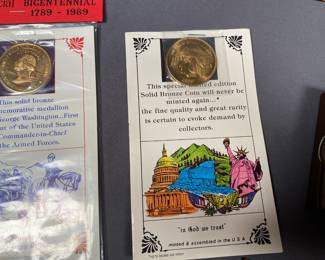 BICENTENNIAL
1789 - 1989
This solid bronze
medallion
George Washington, First
of the United States
Commander-in-Chief
the Armed Forces.
This special limited edition
Solid Bronze Coin will never be
minted again...*
the fine quality and great rarity
is certain to evoke demand by
collectors.
"in God we trust"
minted & assembled in the U S A